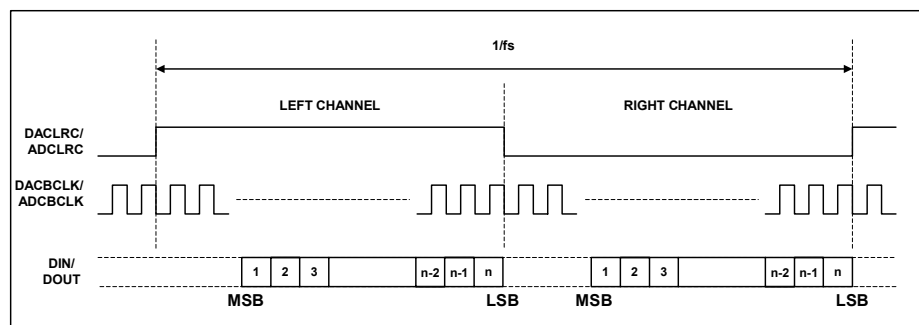 1/fs
LEFT CHANNEL
RIGHT CHANNEL
DACLRC/
ADCLRC
DACBCLK/
ADCBCLK
DIN/
DOUT
1 2 3 n-2 n-1 n 1 2 3 n-2 n-1 n
MSB LSB MSB LSB